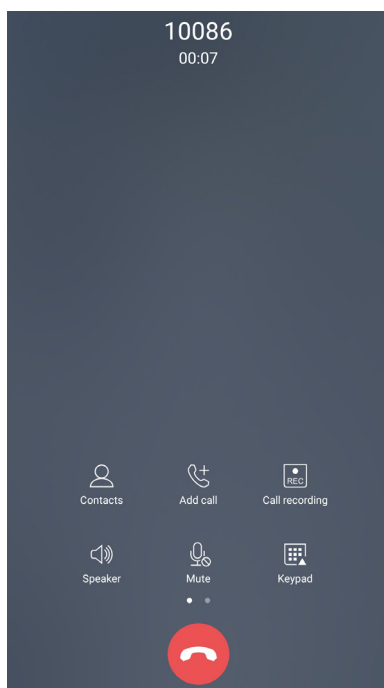 10086
00:07
Contacts Add call Call recording
REC
Speaker Mute Keypad